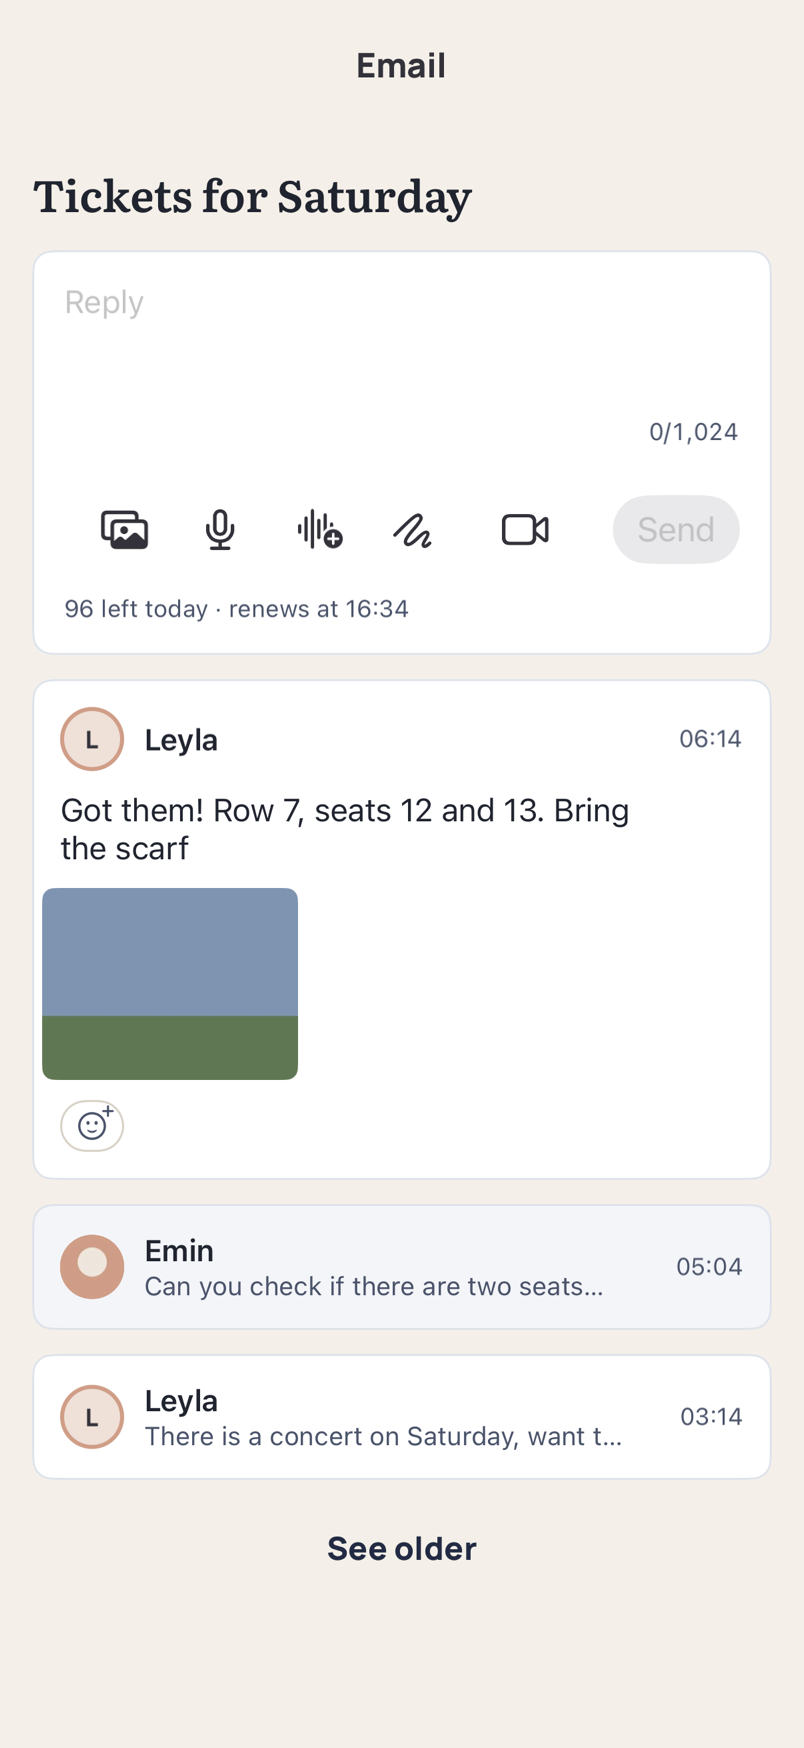 Email
Tickets for Saturday
Reply
0/1,024
Send
96 left today · renews at 16:34
L
Leyla
06:14
Got them! Row 7, seats 12 and 13. Bring
the scarf
Emin
05:04
Can you check if there are two seats...
L
Leyla
03:14
There is a concert on Saturday, want t...
See older